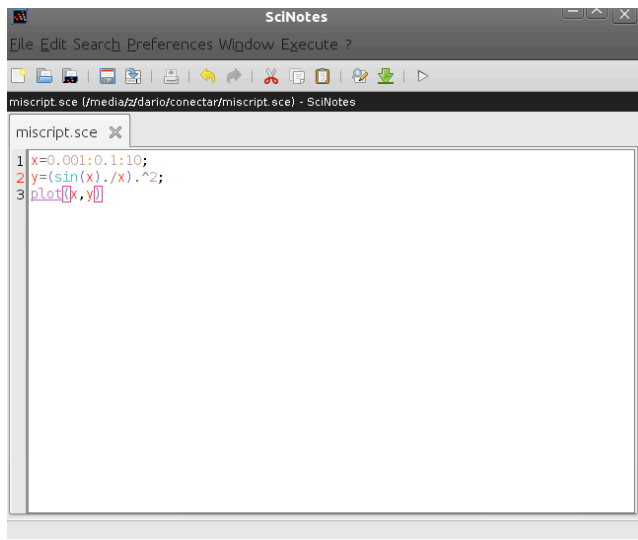 SciNotes
File Edit Search Preferences Window Execute ?
miscript.sce (/media/z/dario/conectar/miscript.sce) - SciNotes
miscript.sce
1 x=0.001:0.1:10;
2 y=(sin(x)./x).^2;
3 plot(x,y)